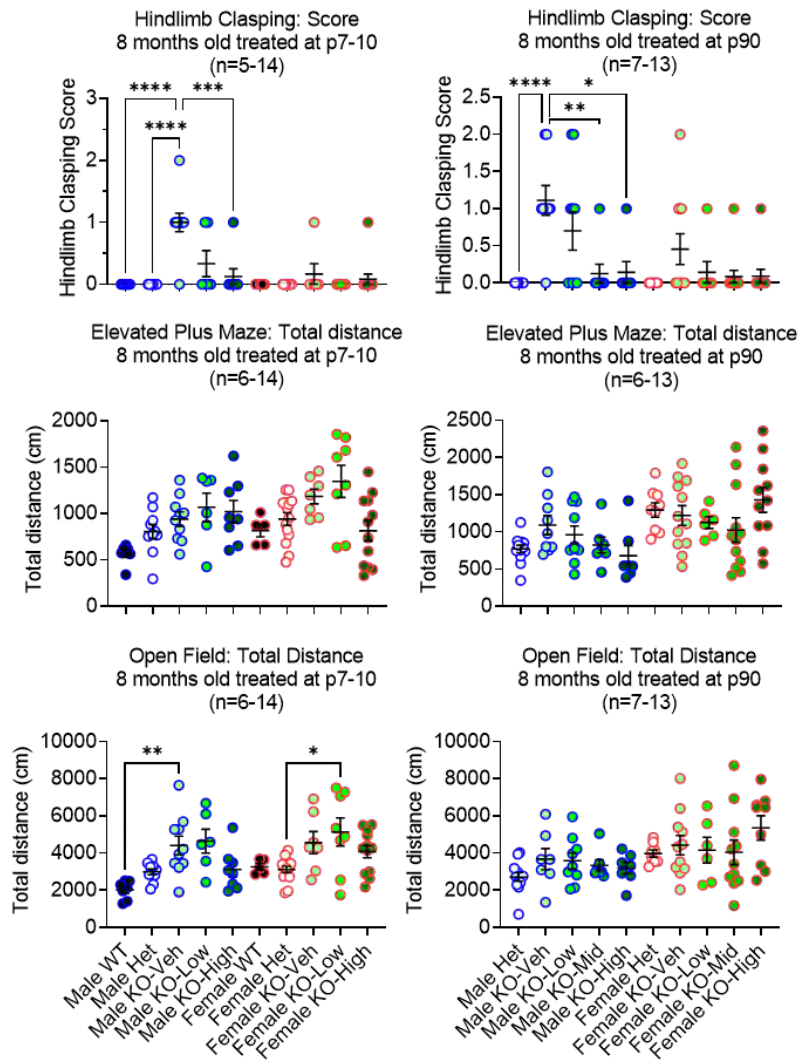 Hindlimb Clasping: Score
8 months old treated at p7-10
(n=5-14)
****
***
****
Hindlimb Clasping Score
3
2
1
0
Hindlimb Clasping: Score
8 months old treated at p90
(n=7-13)
****
*
**
Hindlimb Clasping Score
2.5
2.0
1.5
1.0
0.5
0.0
Elevated Plus Maze: Total distance
8 months old treated at p7-10
(n=6-14)
Total distance (cm)
2000
1500
1000
500
0
Elevated Plus Maze: Total distance
8 months old treated at p90
(n=6-13)
Total distance (cm)
2500
2000
1500
1000
500
0
Open Field: Total Distance
8 months old treated at p7-10
(n=6-14)
**
*
Total distance (cm)
10000
8000
6000
4000
2000
0
Male WT
Male Het
Male KO-Veh
Male KO-Low
Male KO-High
Female WT
Female Het
Female KO-Veh
Female KO-Low
Female KO-High
Open Field: Total Distance
8 months old treated at p90
(n=7-13)
Total distance (cm)
10000
8000
6000
4000
2000
0
Male Het
Male KO-Veh
Male KO-Low
Male KO-Mid
Male KO-High
Female Het
Female KO-Veh
Female KO-Low
Female KO-Mid
Female KO-High